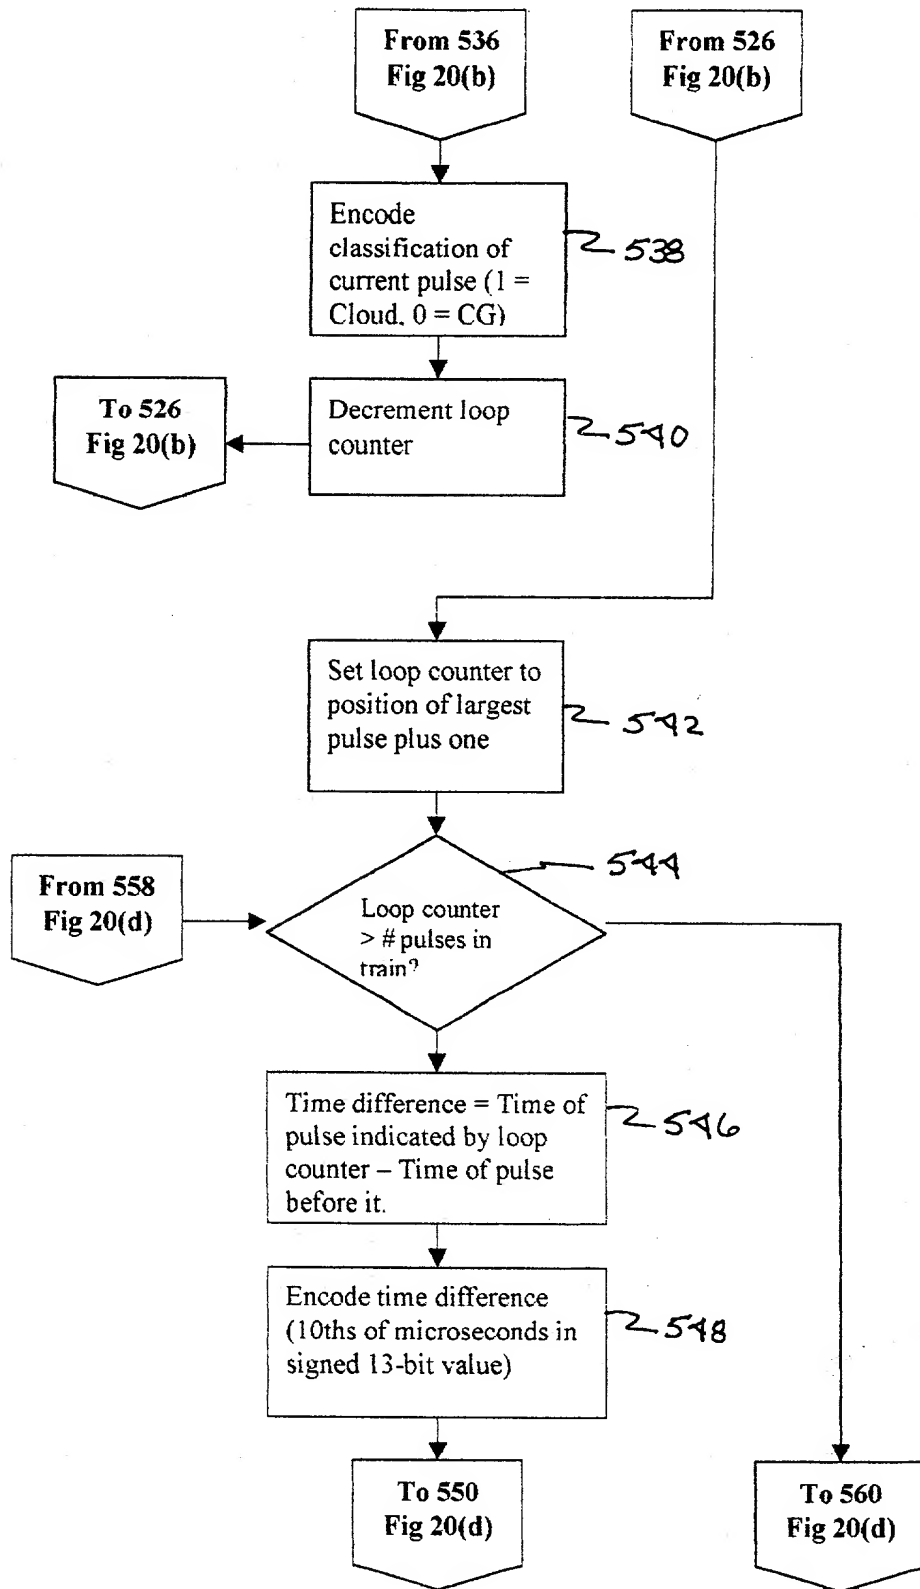 From 536
Fig 20(b)
From 526
Fig 20(b)
Encode
classification of
current pulse (1 =
Cloud, 0 = CG)
538
To 526
Fig 20(b)
Decrement loop
counter
540
Set loop counter to
position of largest
pulse plus one
542
544
From 558
Fig 20(d)
Loop counter
> # pulses in
train?
Time difference = Time of
pulse indicated by loop
counter – Time of pulse
before it.
546
Encode time difference
(10ths of microseconds in
signed 13-bit value)
548
To 550
Fig 20(d)
To 560
Fig 20(d)